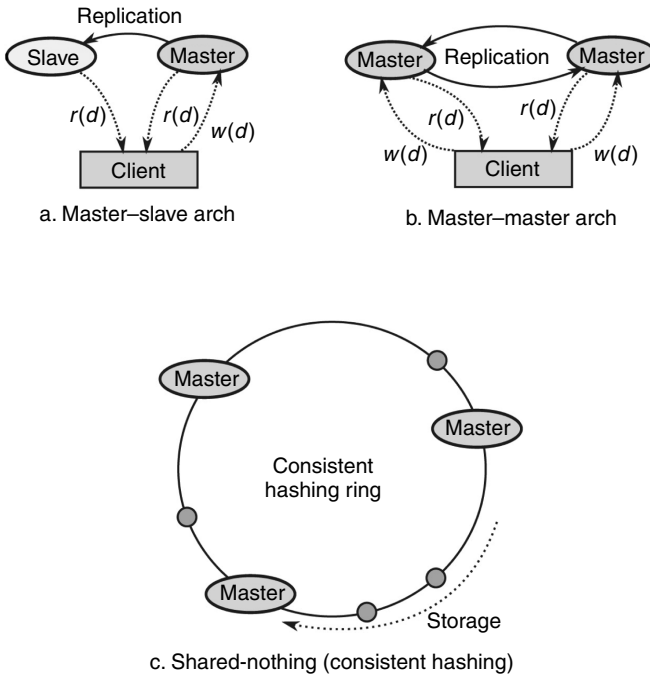 Replication
Slave
Master
r(d)
r(d)
w(d)
Client
a. Master–slave arch
Master
Replication
Master
r(d)
r(d)
w(d)
w(d)
Client
b. Master–master arch
Master
Master
Consistent
hashing ring
Master
Storage
c. Shared-nothing (consistent hashing)